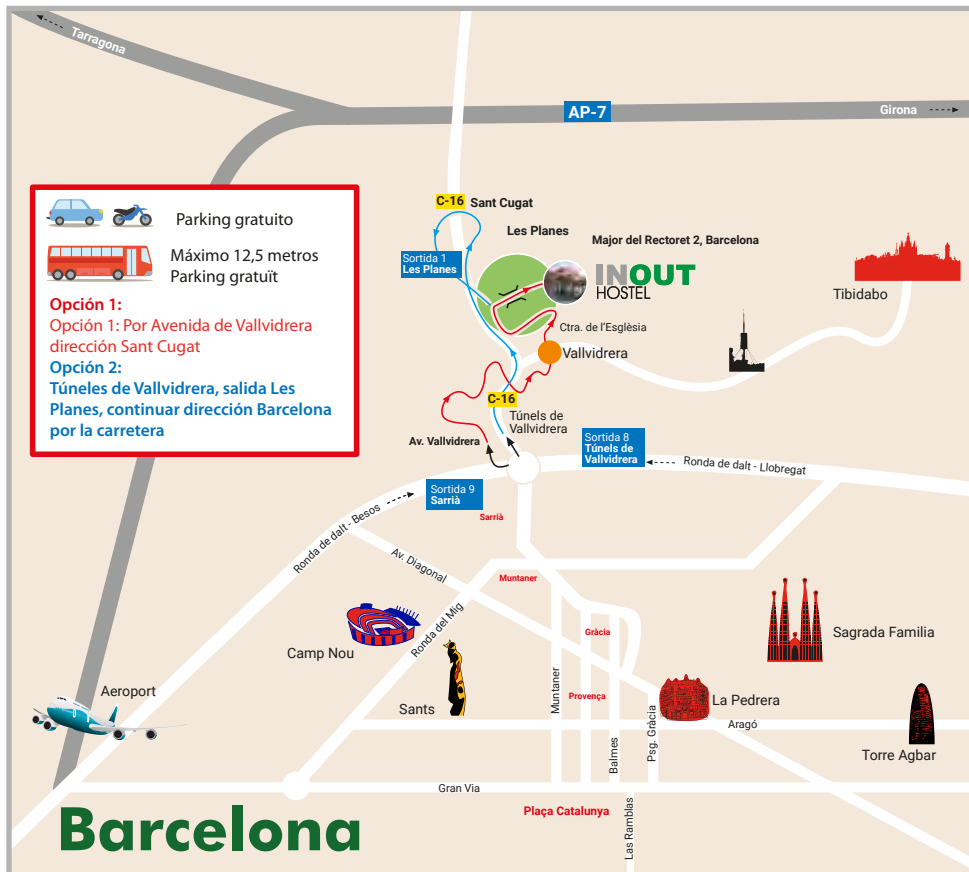 Tarragona
AP-7
Girona
Parking gratuito
Máximo 12,5 metros
Parking gratuït
Opción 1:
Opción 1: Por Avenida de Vallvidrera
dirección Sant Cugat
Opción 2:
Túneles de Vallvidrera, salida Les
Planes, continuar dirección Barcelona
por la carretera
C-16
Sant Cugat
Les Planes
Major del Rectoret 2, Barcelona
Sortida 1
Les Planes
INOUT
HOSTEL
Tibidabo
Ctra. de l'Esglèsia
Vallvidrera
C-16
Túnels de
Vallvidrera
Av. Vallvidrera
Sortida 8
Túnels de
Vallvidrera
Ronda de dalt - Llobregat
Sortida 9
Sarrià
Sarrià
Ronda de dalt - Besos
Av. Diagonal
Muntaner
Ronda del Mig
Camp Nou
Gràcia
Sagrada Familia
Sants
Muntaner
Provença
La Pedrera
Aeroport
Balmes
Psg. Gràcia
Aragó
Torre Agbar
Gran Via
Plaça Catalunya
Las Ramblas
Barcelona